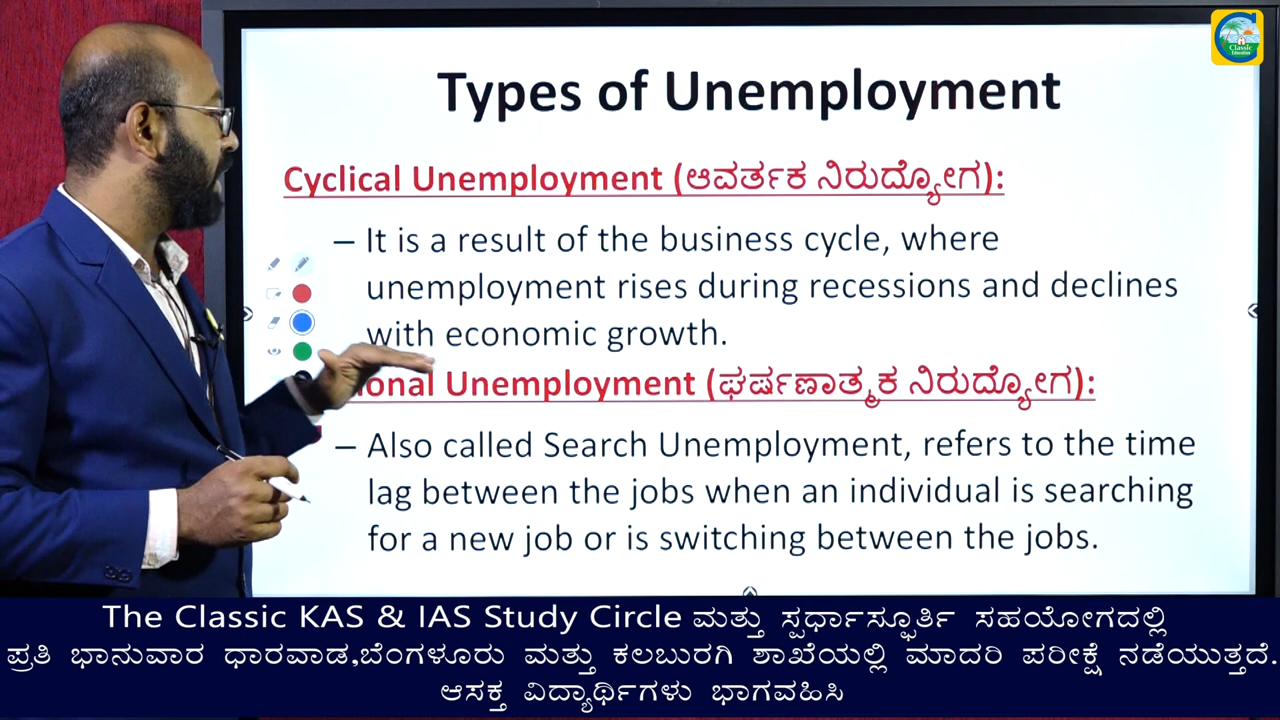 Classic
Education
Types of Unemployment
Cyclical Unemployment (ಆವರ್ತಕ ನಿರುದ್ಯೋಗ):
– It is a result of the business cycle, where
unemployment rises during recessions and declines
with economic growth.
ional Unemployment (ಘರ್ಷಣಾತ್ಮಕ ನಿರುದ್ಯೋಗ):
– Also called Search Unemployment, refers to the time
lag between the jobs when an individual is searching
for a new job or is switching between the jobs.
The Classic KAS & IAS Study Circle ಮತ್ತು ಸ್ಪರ್ಧಾಸ್ಫೂರ್ತಿ ಸಹಯೋಗದಲ್ಲಿ
ಪ್ರತಿ ಭಾನುವಾರ ಧಾರವಾಡ,ಬೆಂಗಳೂರು ಮತ್ತು ಕಲಬುರಗಿ ಶಾಖೆಯಲ್ಲಿ ಮಾದರಿ ಪರೀಕ್ಷೆ ನಡೆಯುತ್ತದೆ.
ಆಸಕ್ತ ವಿದ್ಯಾರ್ಥಿಗಳು ಭಾಗವಹಿಸಿ